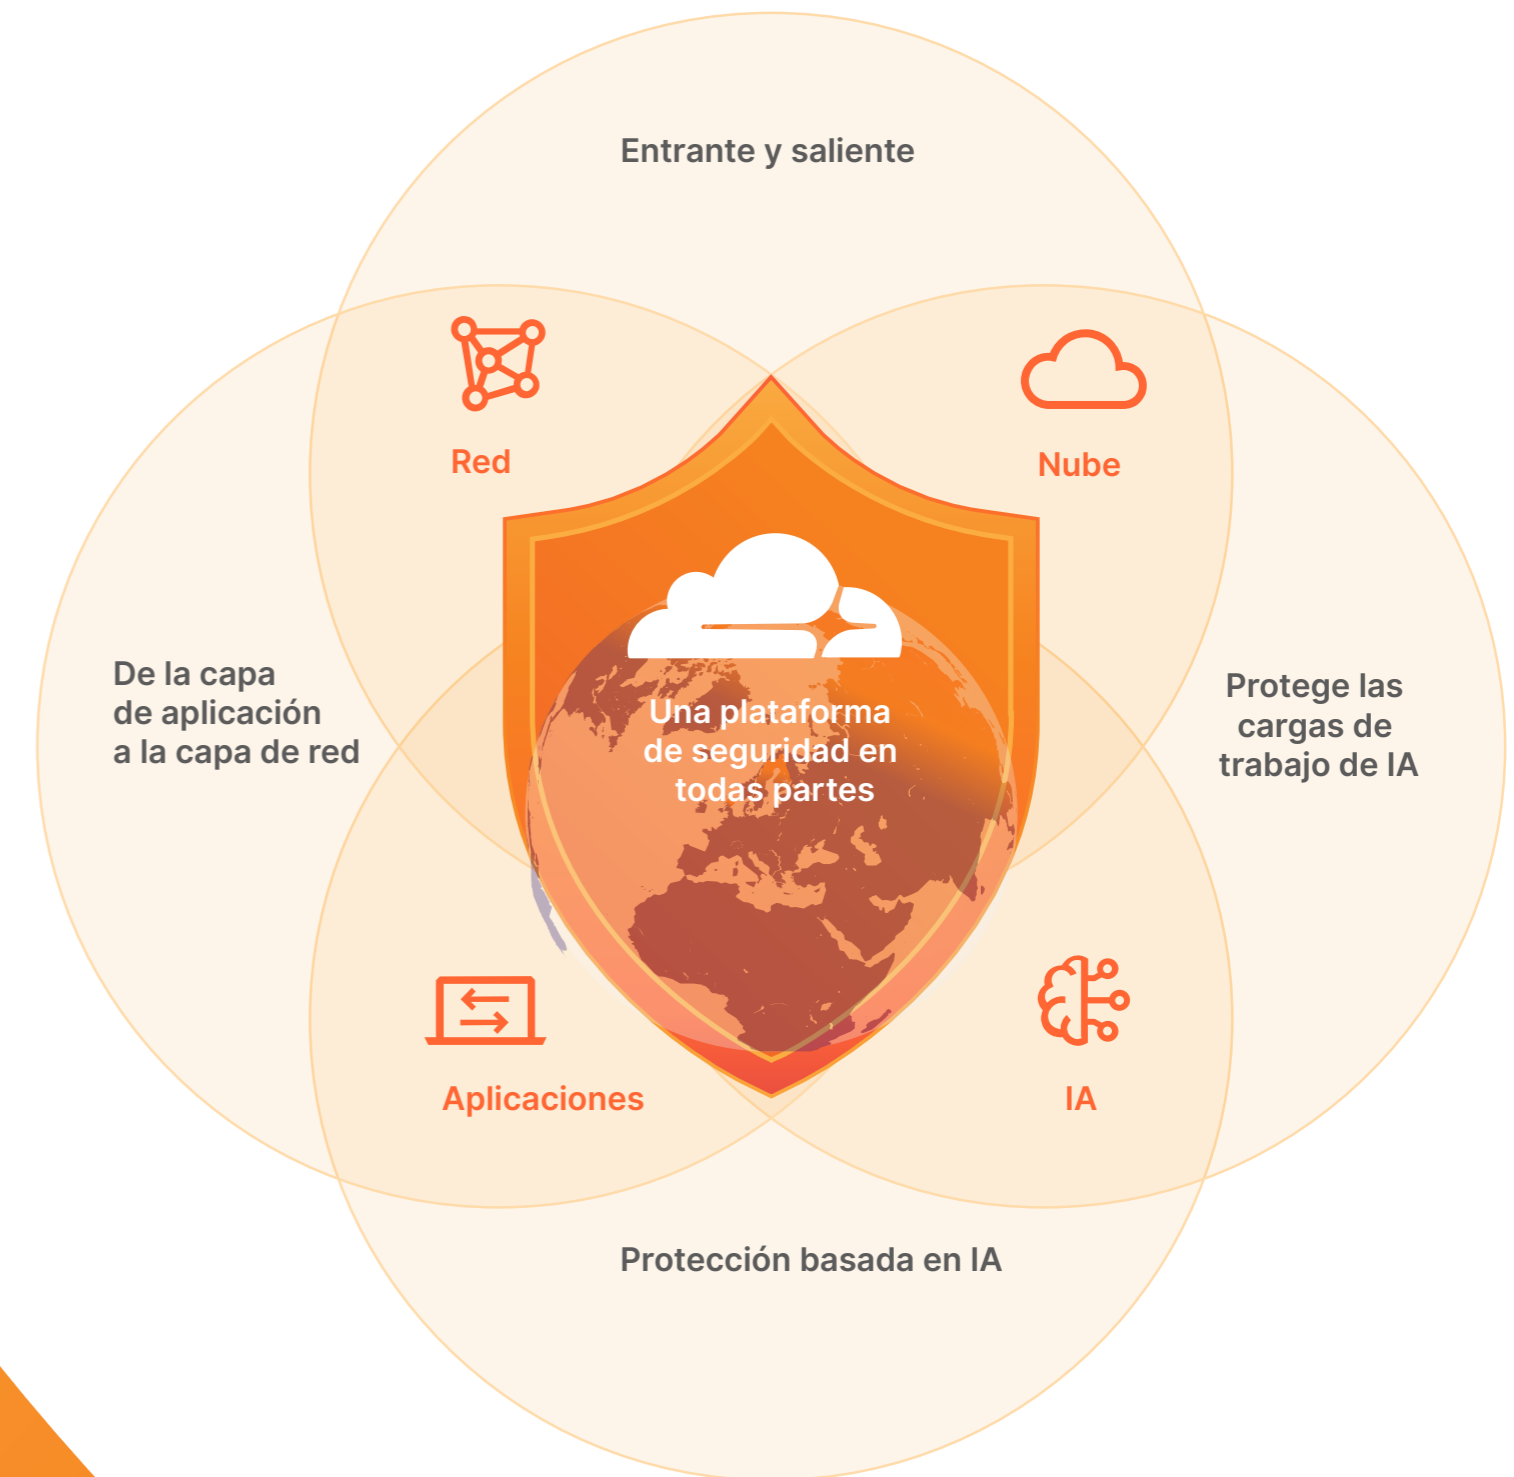 Entrante y saliente
Red
Nube
De la capa
de aplicación
a la capa de red
Una plataforma
de seguridad en
todas partes
Protege las
cargas de
trabajo de IA
Aplicaciones
IA
Protección basada en IA